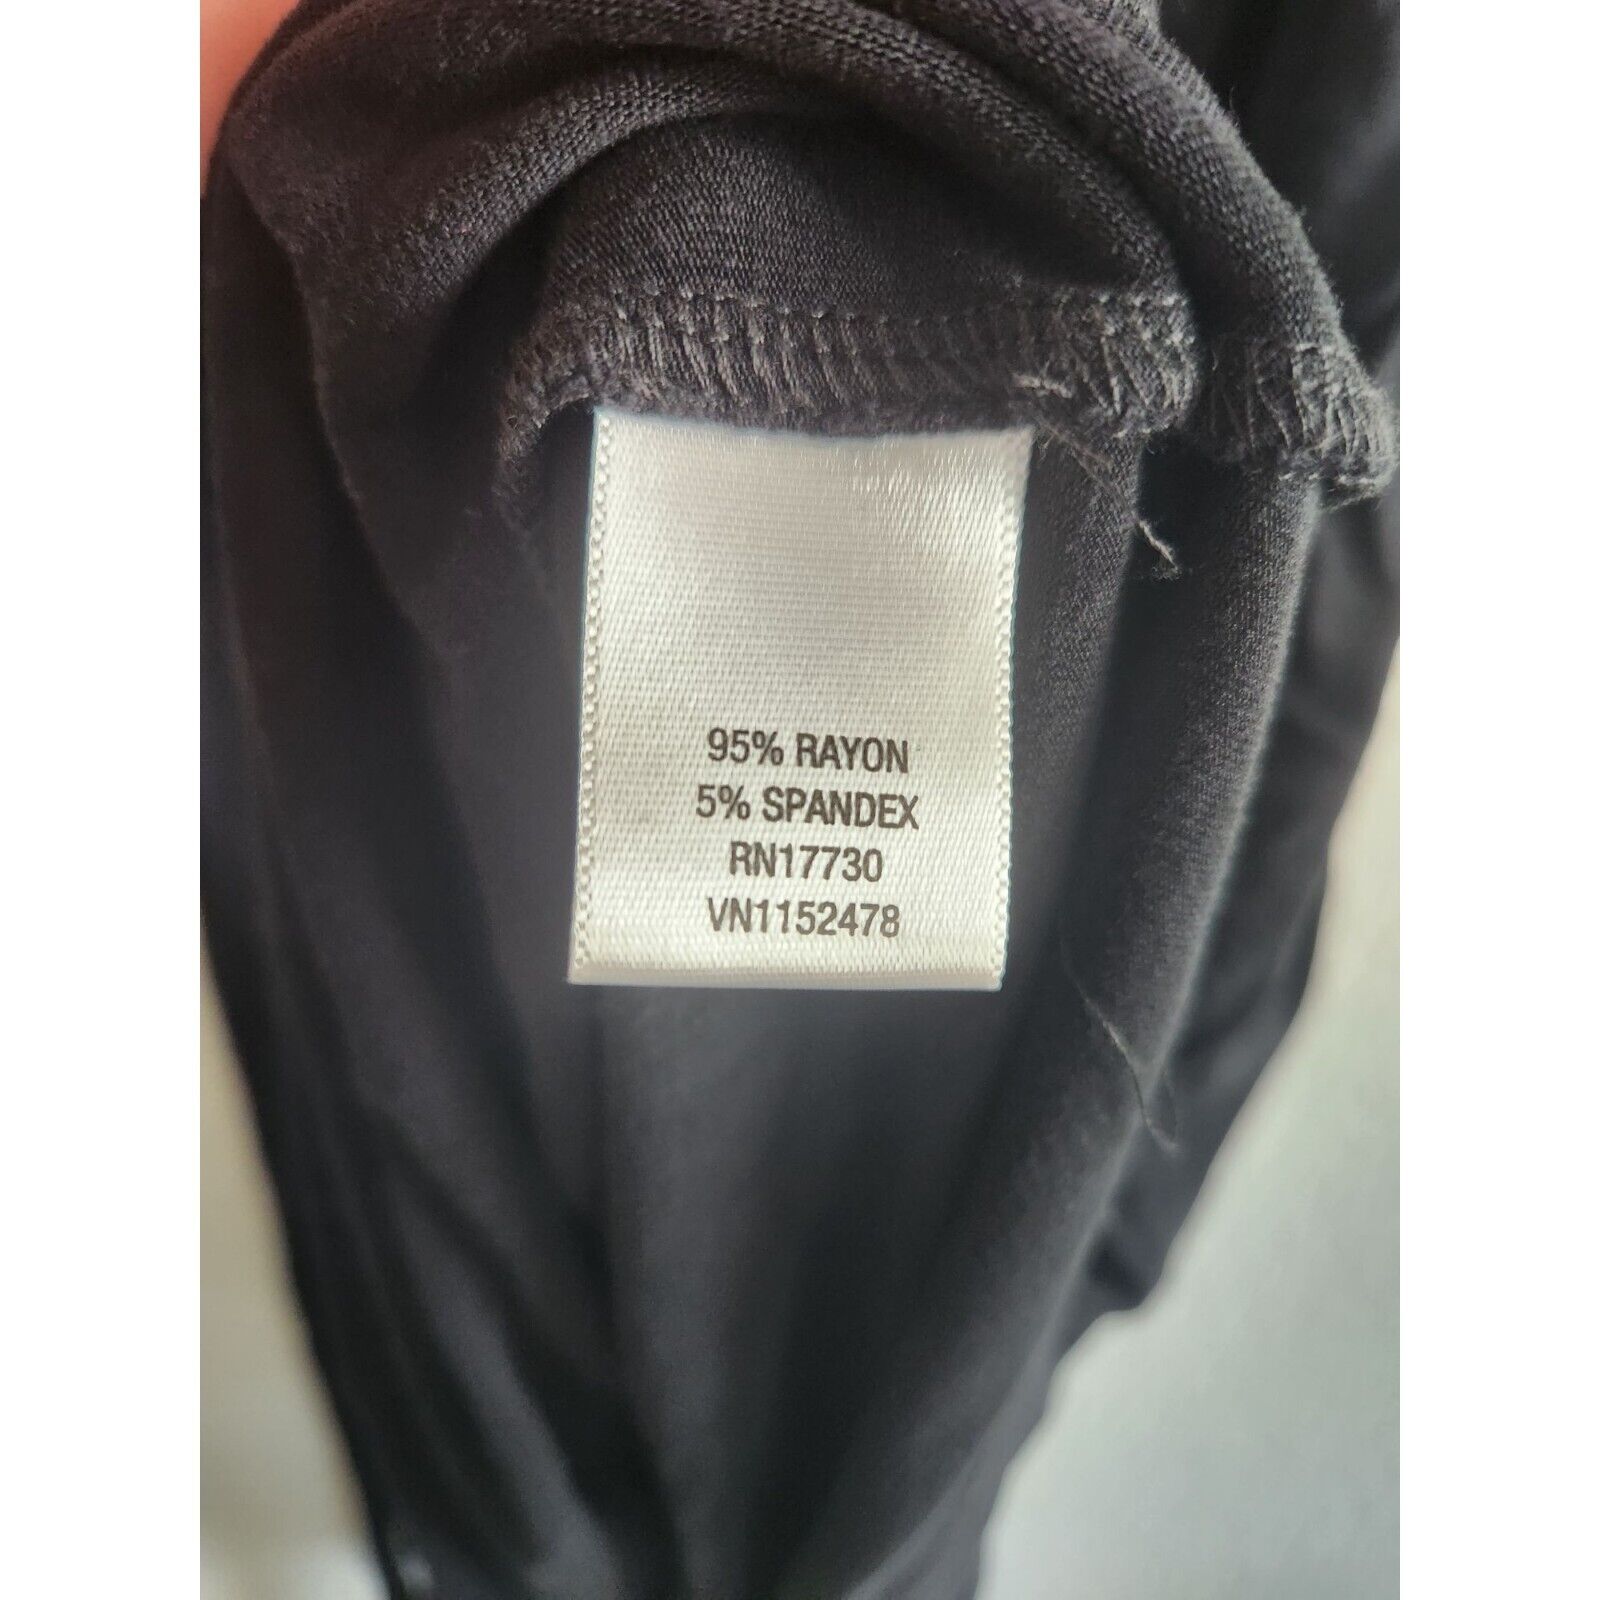 95% RAYON
5% SPANDEX
RN17730
VN1152478